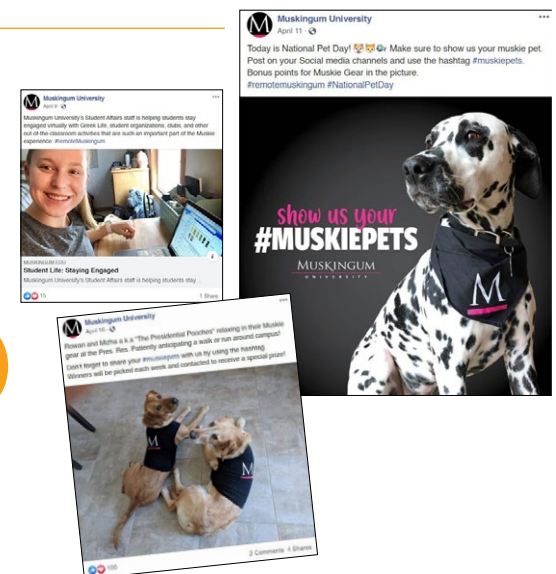 Muskingum University
April 11
Today is National Pet Day! Make sure to show us your muskie pet.
Post on your Social media channels and use the hashtag #muskiepets.
Bonus points for Muskie Gear in the picture.
#remotemuskingum #NationalPetDay
show us your
#MUSKIEPETS
MUSKINGUM
UNIVERSITY
M
Muskingum University
April 9
Muskingum University's Student Affairs staff is helping students stay
engaged virtually with Greek Life, student organizations, clubs, and other
out-of-the-classroom activities that are such an important part of the Muskie
experience. #remoteMuskingum
MUSKINGUM.EDU
Student Life: Staying Engaged
Muskingum University's Student Affairs staff is helping students stay...
15
1 Share
Muskingum University
April 10
Rowan and Mizha a.k.a "The Presidential Pooches" relaxing in their Muskie
gear at the Pres. Res. Patiently anticipating a walk or run around campus!
Don't forget to share your #muskiepets with us by using the hashtag.
Winners will be picked each week and contacted to receive a special prize!
M
M
2 Comments 4 Shares